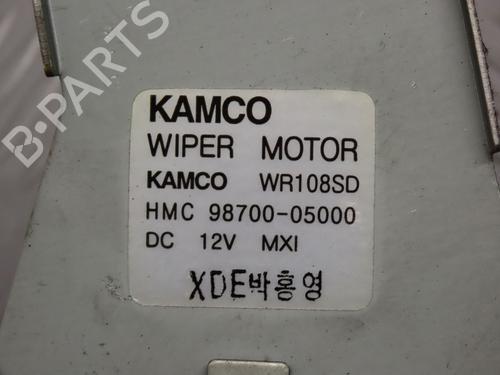 B-PARTS
KAMCO
WIPER MOTOR
KAMCO WR108SD
HMC 98700-05000
DC 12V MXI
XDE박홍영